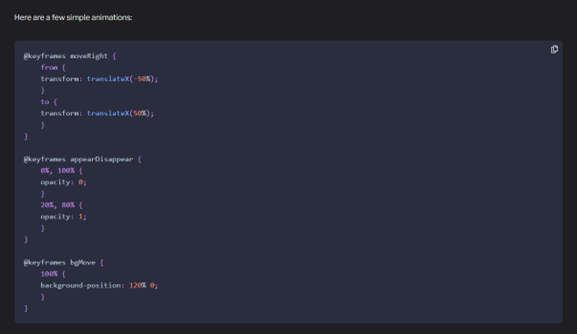 Here are a few simple animations:
@keyframes moveRight {
from {
transform: translateX(-50%);
}
to {
transform: translateX(50%);
}
}
@keyframes appearDisappear {
0%, 100% {
opacity: 0;
}
20%, 80% {
opacity: 1;
}
}
@keyframes bgMove {
100% {
background-position: 120% 0;
}
}